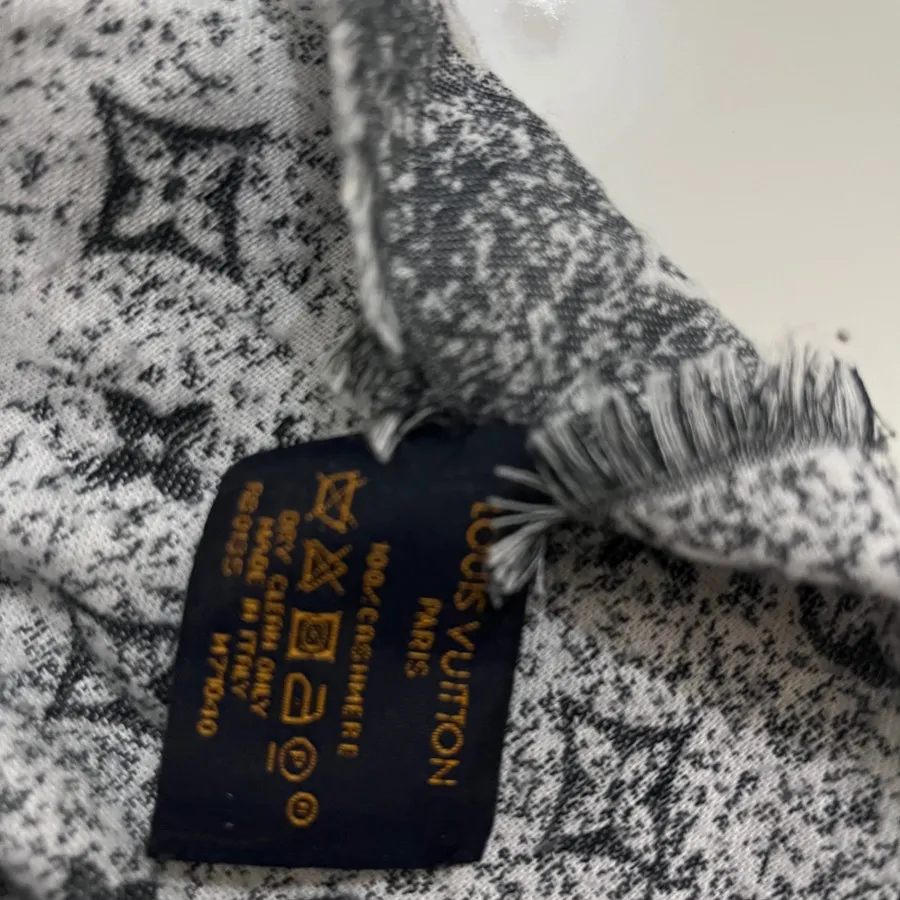 LOUIS VUITTON
PARIS
100% CASHMERE
DRY CLEAN ONLY
MADE IN ITALY
M71040